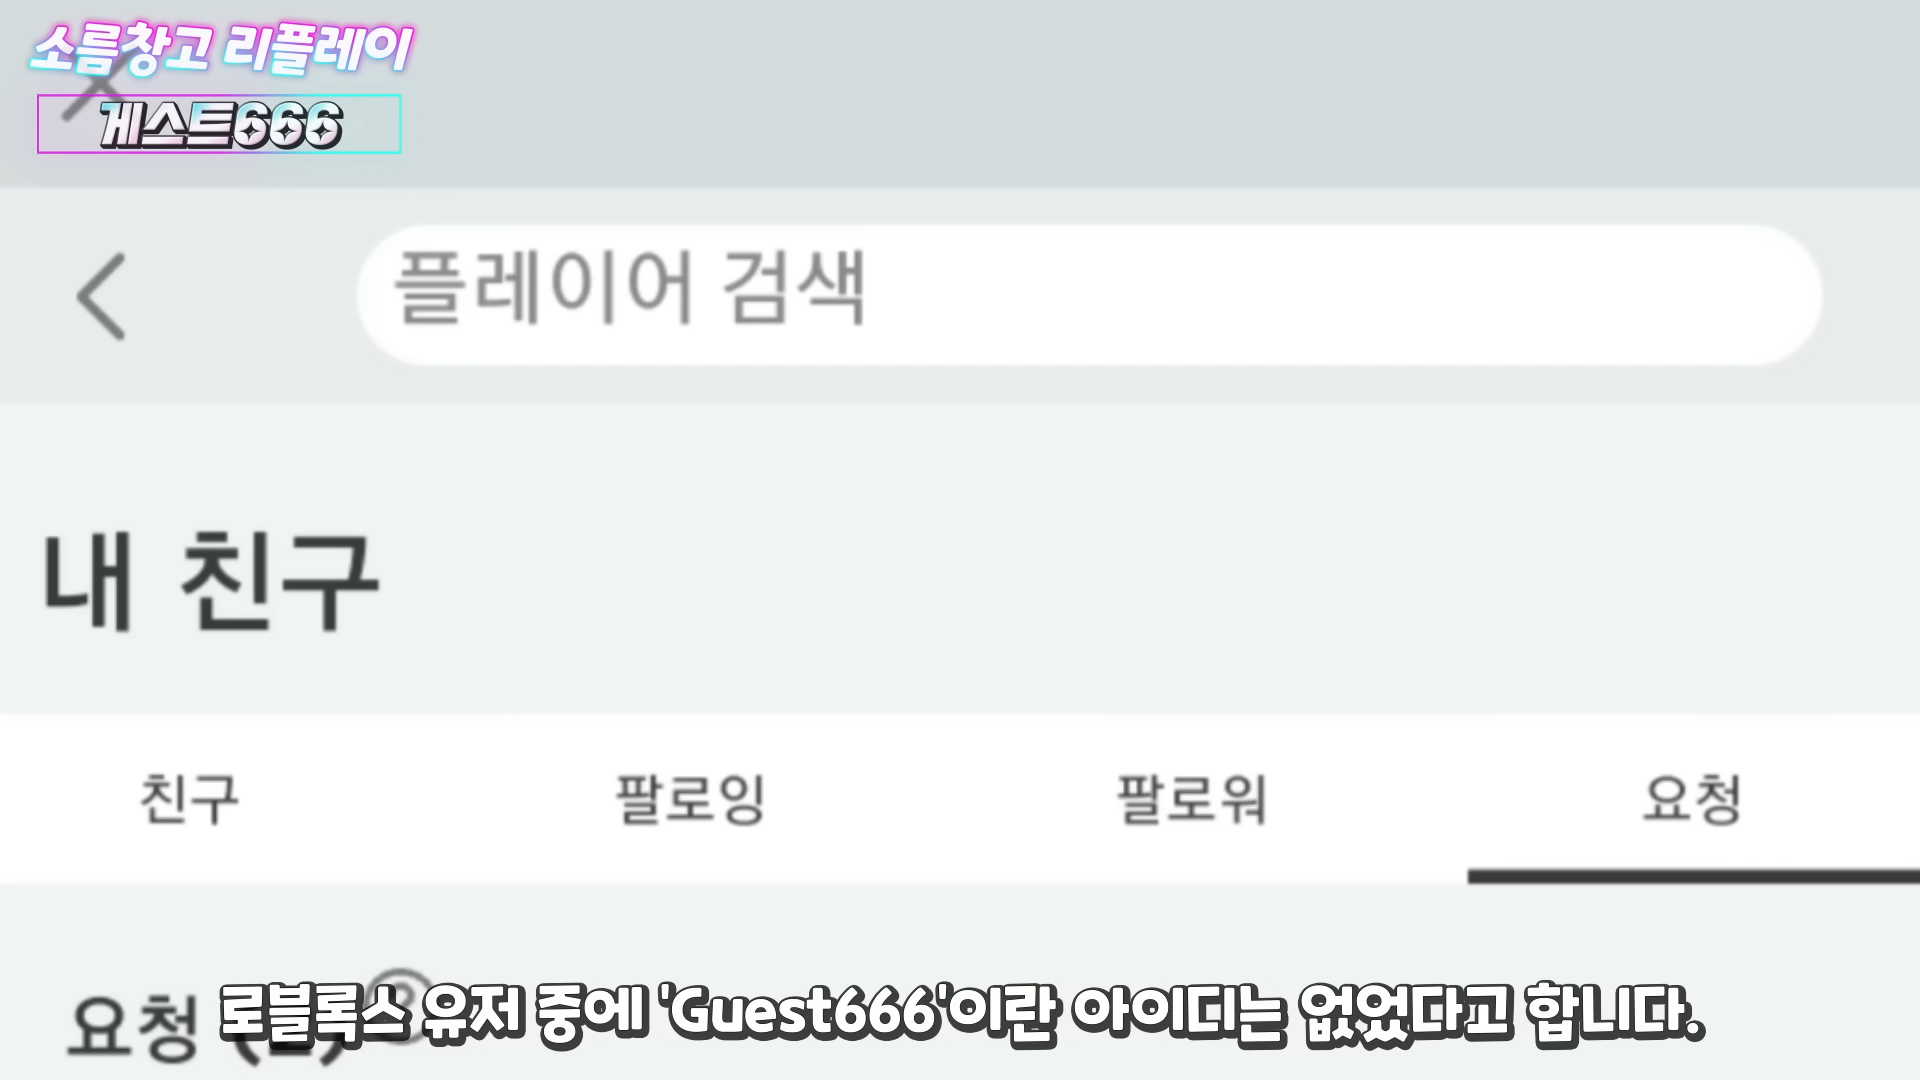 소름창고 리플레이
게스트666
플레이어 검색
내 친구
친구 팔로잉 팔로워 요청
요청
로블록스 유저 중에 'Guest666'이란 아이디는 없었다고 합니다.